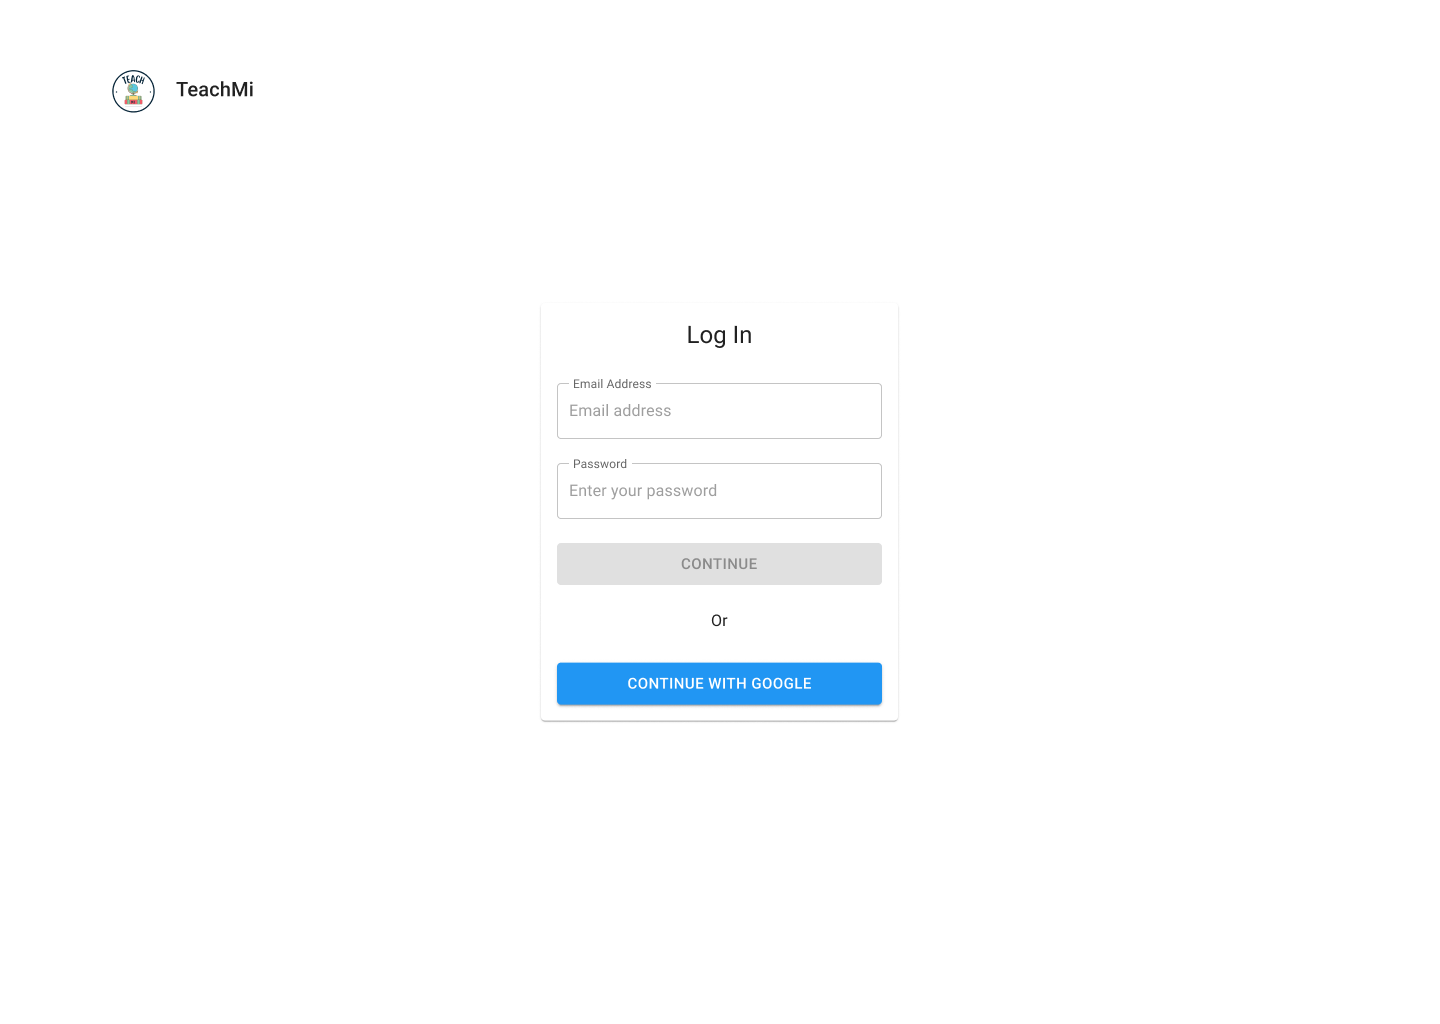 TEACH
TeachMi
Log In
Email Address
Email address
Password
Enter your password
CONTINUE
Or
CONTINUE WITH GOOGLE